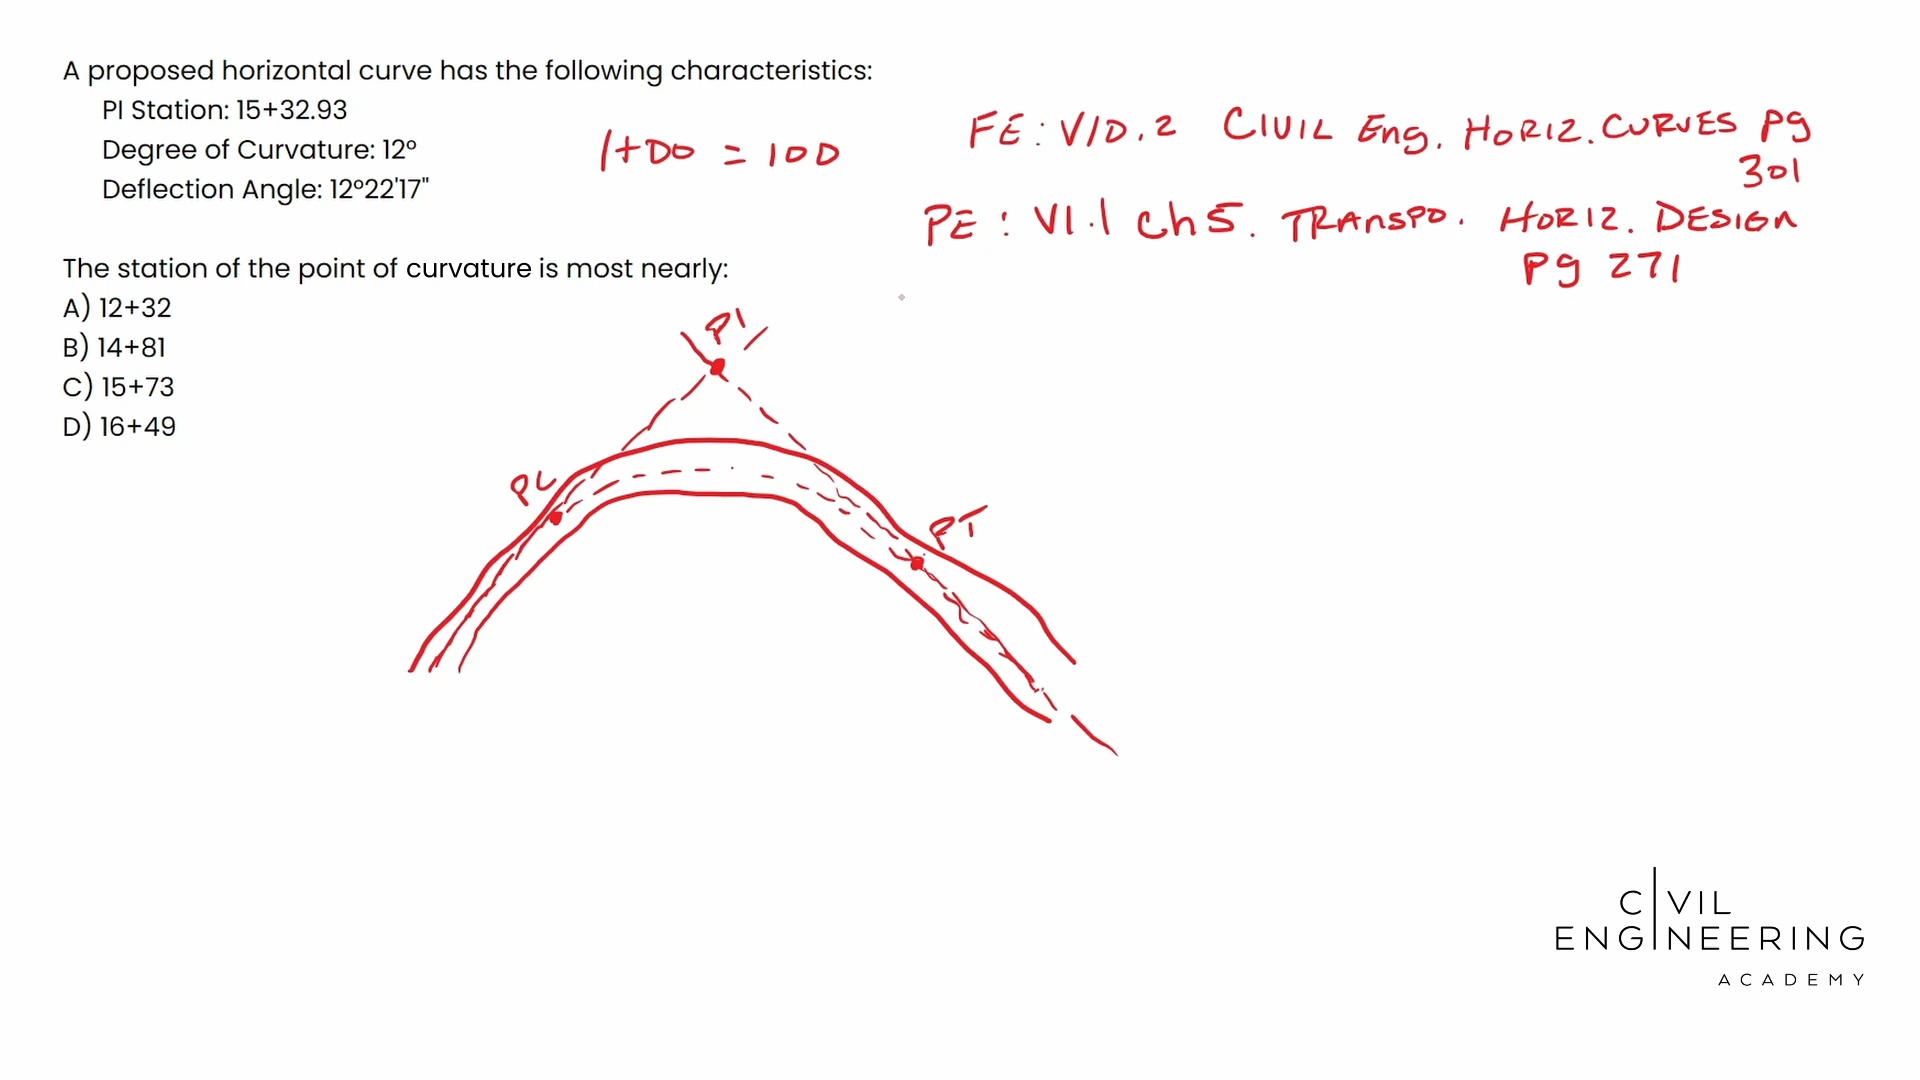 A proposed horizontal curve has the following characteristics:
PI Station: 15+32.93
Degree of Curvature: 12°
Deflection Angle: 12°22'17"
1+00 = 100
FE: V10.2 CIVIL Eng. HORIZ. CURVES pg
301
PE: V1.1 Ch5. TRANSPO. HORIZ. DESIGN
pg 271
The station of the point of curvature is most nearly:
A) 12+32
B) 14+81
C) 15+73
D) 16+49
PI
PC
PT
CIVIL
ENGINEERING
ACADEMY